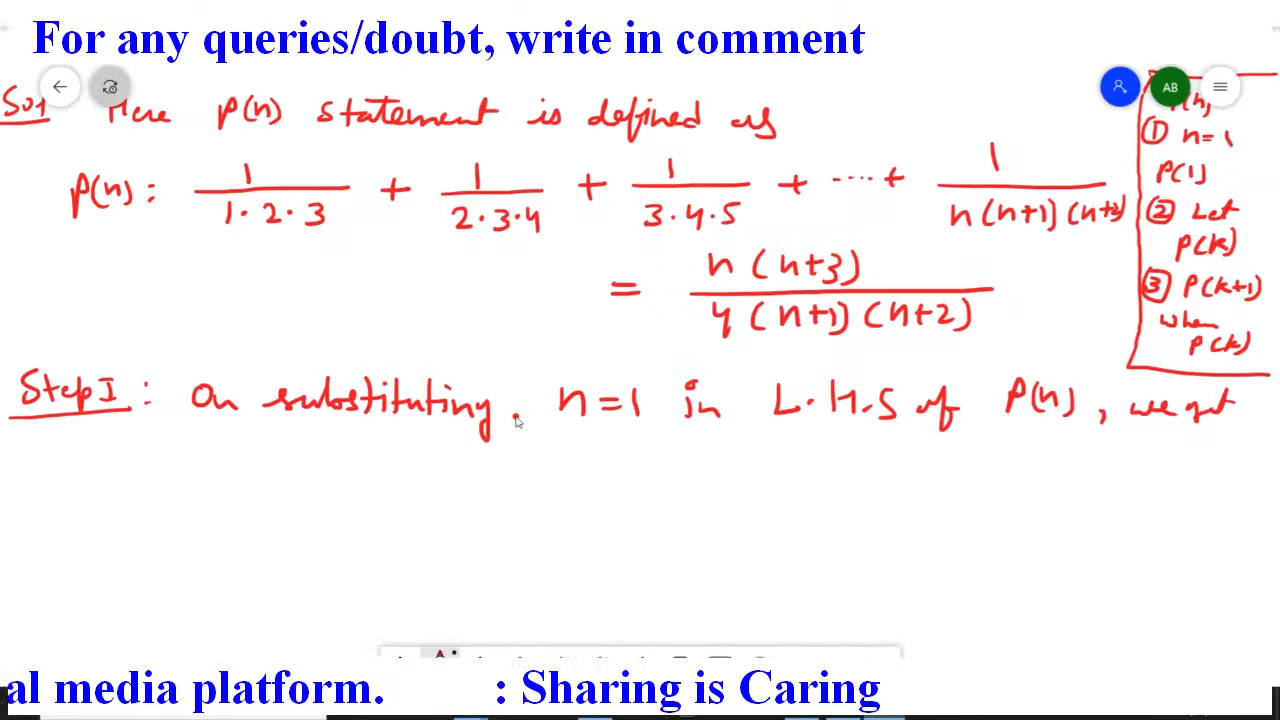 For any queries/doubt, write in comment
AB
Sol Here P(n) statement is defined as
P(n): 1/(1·2·3) + 1/(2·3·4) + 1/(3·4·5) + ····+ 1/(n(n+1)(n+2))
= n(n+3)/(4(n+1)(n+2))
P(n)
① n=1
P(1)
② Let
P(k)
③ P(k+1)
when
P(k)
Step I: On substituting, n=1 in L.H.S of P(n), we get
al media platform. : Sharing is Caring